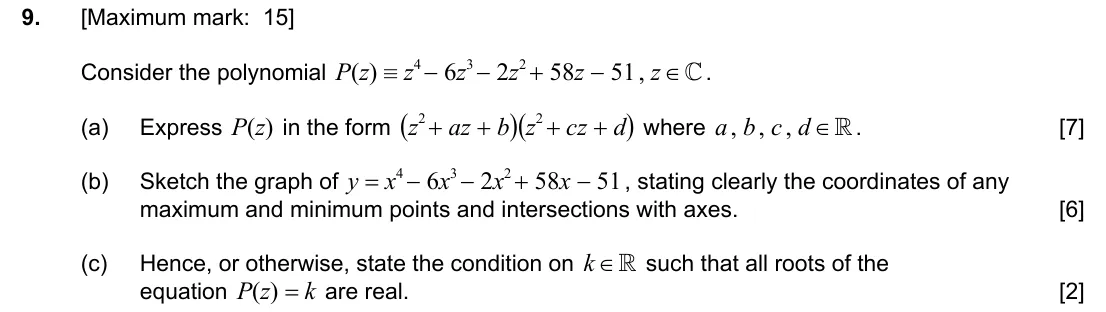 9. [Maximum mark: 15]
Consider the polynomial P(z) ≡ z⁴ – 6z³ – 2z² + 58z – 51 , z ∈ ℂ .
(a) Express P(z) in the form (z² + az + b)(z² + cz + d) where a , b , c , d ∈ ℝ . [7]
(b) Sketch the graph of y = x⁴ – 6x³ – 2x² + 58x – 51 , stating clearly the coordinates of any
maximum and minimum points and intersections with axes. [6]
(c) Hence, or otherwise, state the condition on k ∈ ℝ such that all roots of the
equation P(z) = k are real. [2]